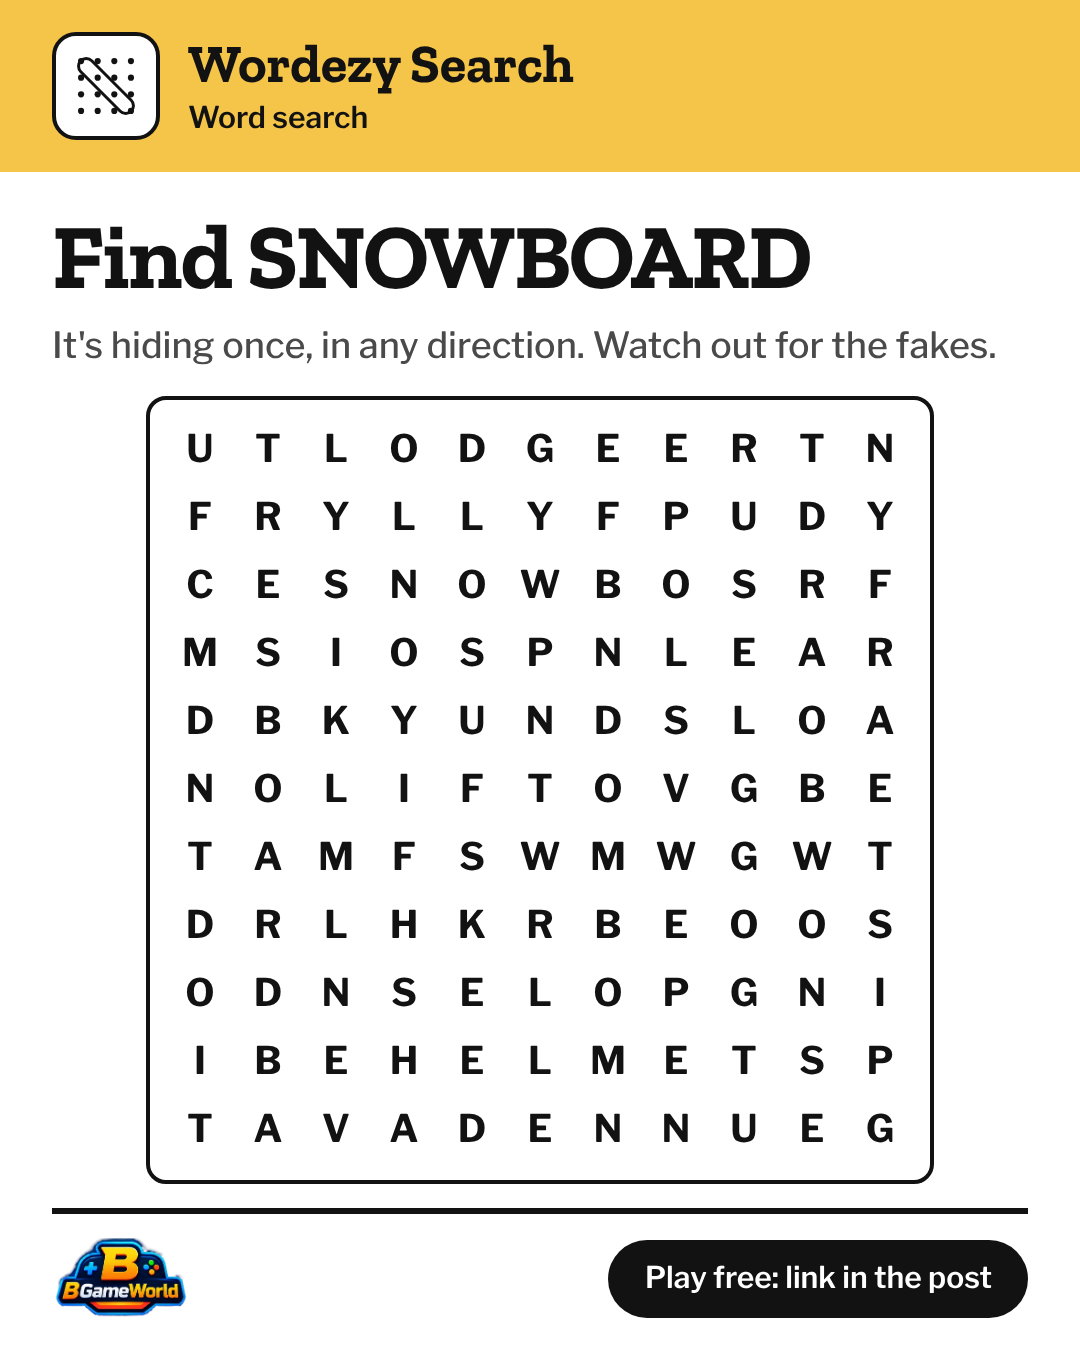 Wordezy Search
Word search
Find SNOWBOARD
It's hiding once, in any direction. Watch out for the fakes.
U T L O D G E E R T N
F R Y L L Y F P U D Y
C E S N O W B O S R F
M S I O S P N L E A R
D B K Y U N D S L O A
N O L I F T O V G B E
T A M F S W M W G W T
D R L H K R B E O O S
O D N S E L O P G N I
I B E H E L M E T S P
T A V A D E N N U E G
B
BGameWorld
Play free: link in the post